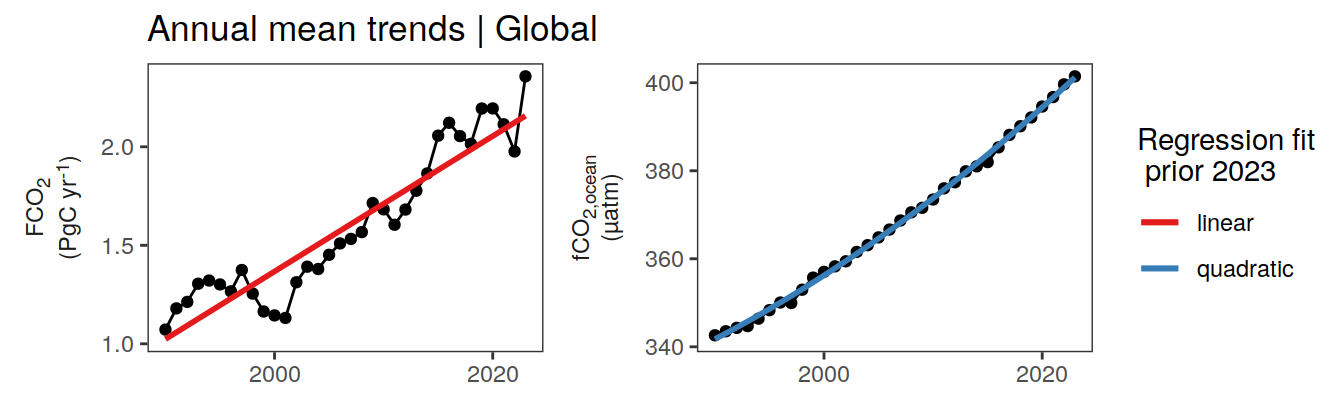 Annual mean trends | Global
FCO2
(PgC yr-1)
2.0
1.5
1.0
2000
2020
fCO2,ocean
(µatm)
400
380
360
340
2000
2020
Regression fit
prior 2023
linear
quadratic